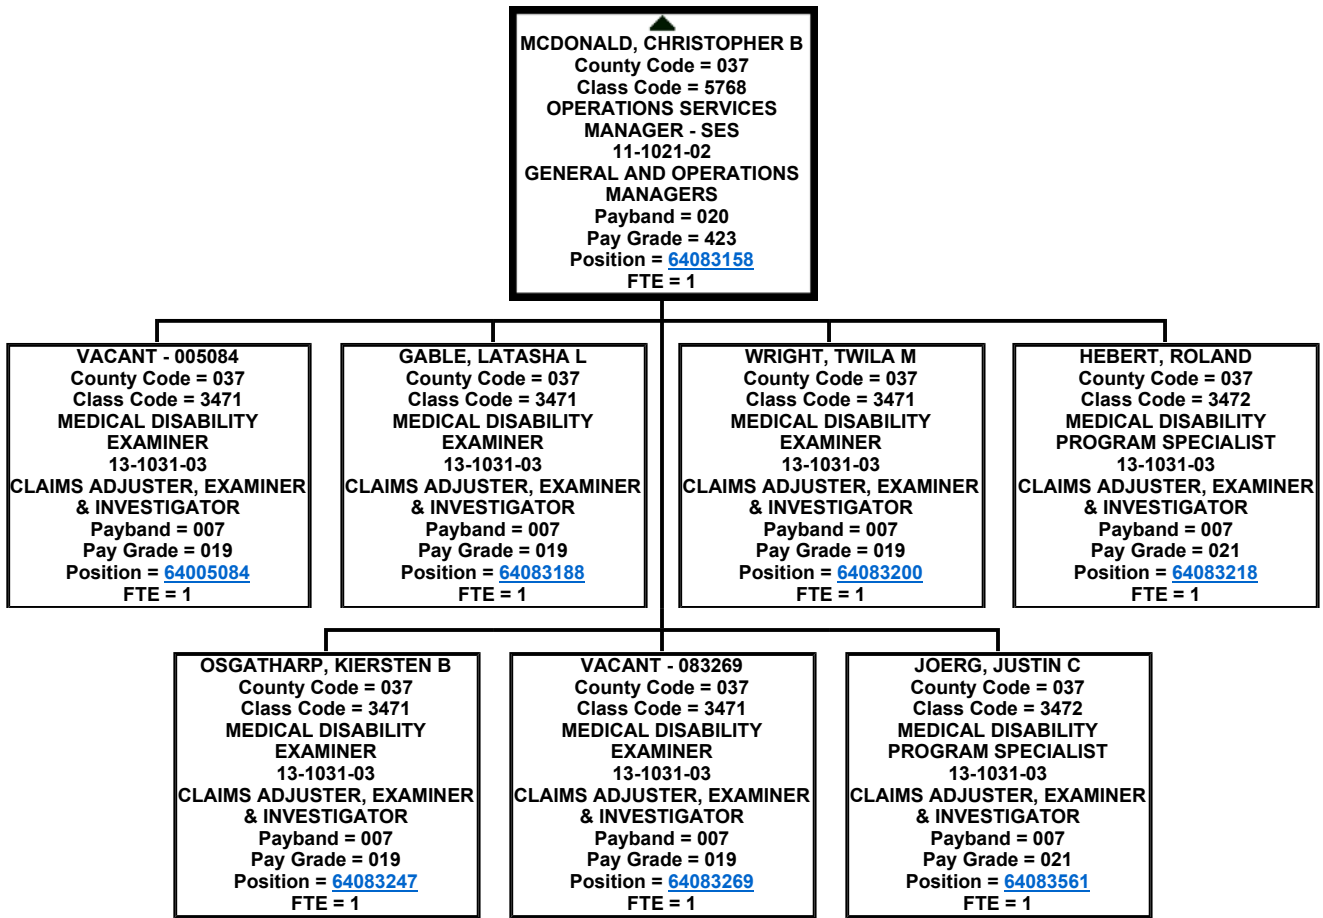 MCDONALD, CHRISTOPHER B
County Code = 037
Class Code = 5768
OPERATIONS SERVICES
MANAGER - SES
11-1021-02
GENERAL AND OPERATIONS
MANAGERS
Payband = 020
Pay Grade = 423
Position = 64083158
FTE = 1
VACANT - 005084
County Code = 037
Class Code = 3471
MEDICAL DISABILITY
EXAMINER
13-1031-03
CLAIMS ADJUSTER, EXAMINER
& INVESTIGATOR
Payband = 007
Pay Grade = 019
Position = 64005084
FTE = 1
GABLE, LATASHA L
County Code = 037
Class Code = 3471
MEDICAL DISABILITY
EXAMINER
13-1031-03
CLAIMS ADJUSTER, EXAMINER
& INVESTIGATOR
Payband = 007
Pay Grade = 019
Position = 64083188
FTE = 1
WRIGHT, TWILA M
County Code = 037
Class Code = 3471
MEDICAL DISABILITY
EXAMINER
13-1031-03
CLAIMS ADJUSTER, EXAMINER
& INVESTIGATOR
Payband = 007
Pay Grade = 019
Position = 64083200
FTE = 1
HEBERT, ROLAND
County Code = 037
Class Code = 3472
MEDICAL DISABILITY
PROGRAM SPECIALIST
13-1031-03
CLAIMS ADJUSTER, EXAMINER
& INVESTIGATOR
Payband = 007
Pay Grade = 021
Position = 64083218
FTE = 1
OSGATHARP, KIERSTEN B
County Code = 037
Class Code = 3471
MEDICAL DISABILITY
EXAMINER
13-1031-03
CLAIMS ADJUSTER, EXAMINER
& INVESTIGATOR
Payband = 007
Pay Grade = 019
Position = 64083247
FTE = 1
VACANT - 083269
County Code = 037
Class Code = 3471
MEDICAL DISABILITY
EXAMINER
13-1031-03
CLAIMS ADJUSTER, EXAMINER
& INVESTIGATOR
Payband = 007
Pay Grade = 019
Position = 64083269
FTE = 1
JOERG, JUSTIN C
County Code = 037
Class Code = 3472
MEDICAL DISABILITY
PROGRAM SPECIALIST
13-1031-03
CLAIMS ADJUSTER, EXAMINER
& INVESTIGATOR
Payband = 007
Pay Grade = 021
Position = 64083561
FTE = 1